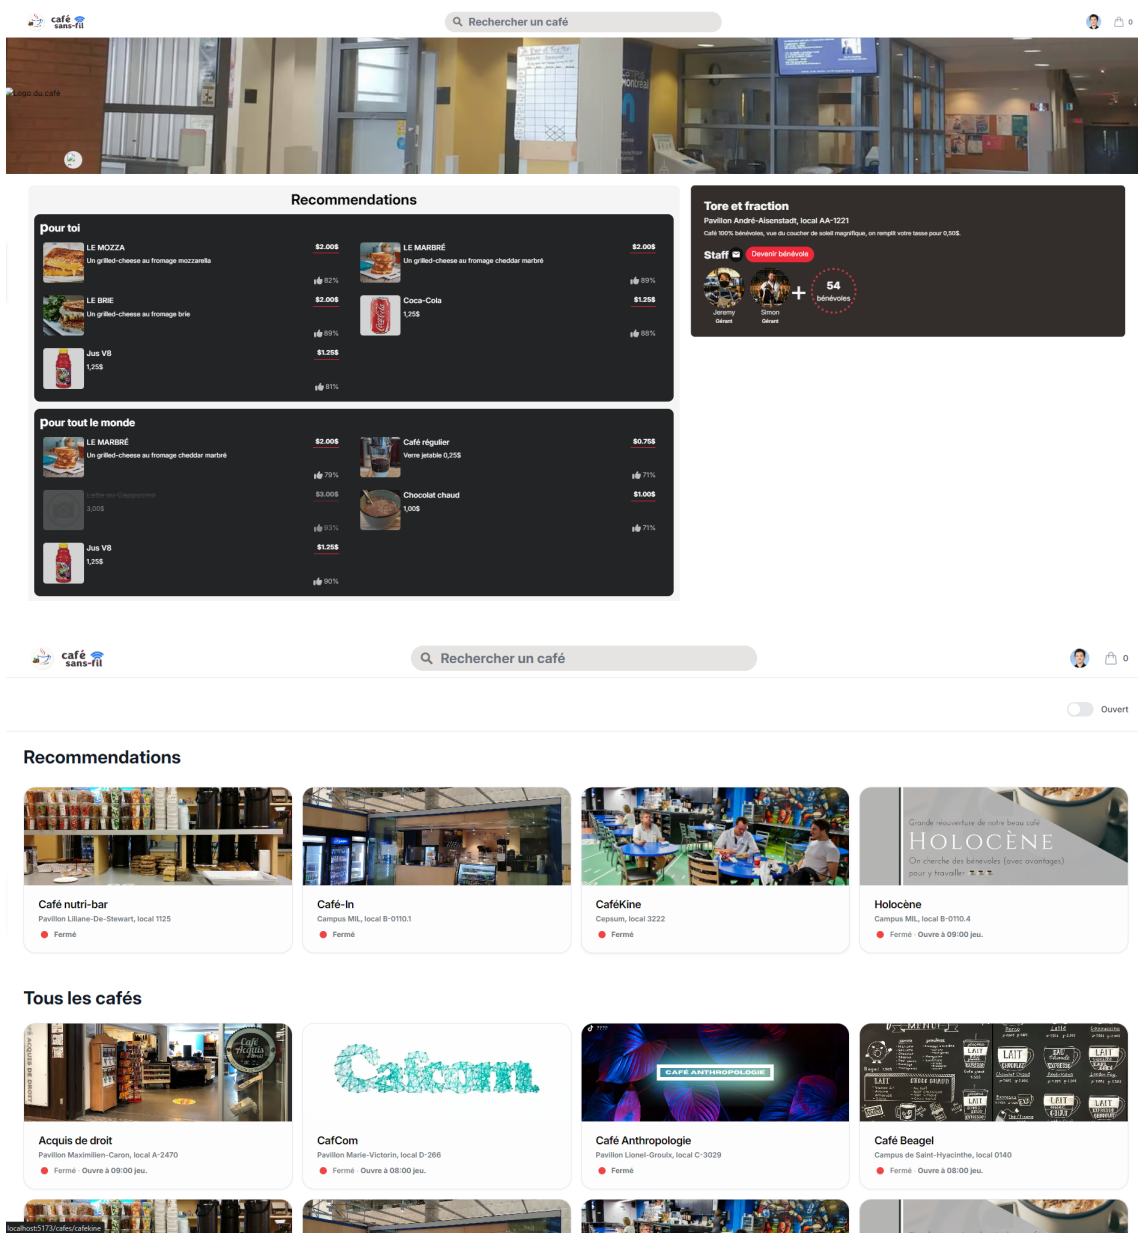 café
sans-fil
Rechercher un café
0
Logo du café
Recommendations
Pour toi
LE MOZZA
$2.00$
Un grilled-cheese au fromage mozzarella
82%
LE MARBRÉ
$2.00$
Un grilled-cheese au fromage cheddar marbré
89%
LE BRIE
$2.00$
Un grilled-cheese au fromage brie
89%
Coca-Cola
$1.25$
1,25$
88%
Jus V8
$1.25$
1,25$
81%
Pour tout le monde
LE MARBRÉ
$2.00$
Un grilled-cheese au fromage cheddar marbré
79%
Café régulier
$0.75$
Verre jetable 0,25$
71%
Latte ou Cappucino
$3.00$
3,00$
93%
Chocolat chaud
$1.00$
1,00$
71%
Jus V8
$1.25$
1,25$
90%
Tore et fraction
Pavillon André-Aisenstadt, local AA-1221
Café 100% bénévoles, vue du coucher de soleil magnifique, on remplit votre tasse pour 0,50$.
Staff
Devenir bénévole
Jeremy
Gérant
Simon
Gérant
+
54
bénévoles
café
sans-fil
Rechercher un café
0
Ouvert
Recommendations
Café nutri-bar
Pavillon Liliane-De-Stewart, local 1125
Fermé
Café-In
Campus MIL, local B-0110.1
Fermé
CaféKine
Cepsum, local 3222
Fermé
Grande réouverture de notre beau café
HOLOCÈNE
On cherche des bénévoles (avec avantages)
pour y travailler
Holocène
Campus MIL, local B-0110.4
Fermé · Ouvre à 09:00 jeu.
Tous les cafés
Café
Acquis
Acquis de droit
Pavillon Maximilien-Caron, local A-2470
Fermé · Ouvre à 09:00 jeu.
Cafcom.
CafCom
Pavillon Marie-Victorin, local D-266
Fermé · Ouvre à 08:00 jeu.
CAFÉ ANTHROPOLOGIE
Café Anthropologie
Pavillon Lionel-Groulx, local C-3029
Fermé
MENU
LAIT
LAIT
LAIT
LAIT
Café Beagel
Campus de Saint-Hyacinthe, local 0140
Fermé · Ouvre à 08:00 jeu.
localhost:5173/cafes/cafekine